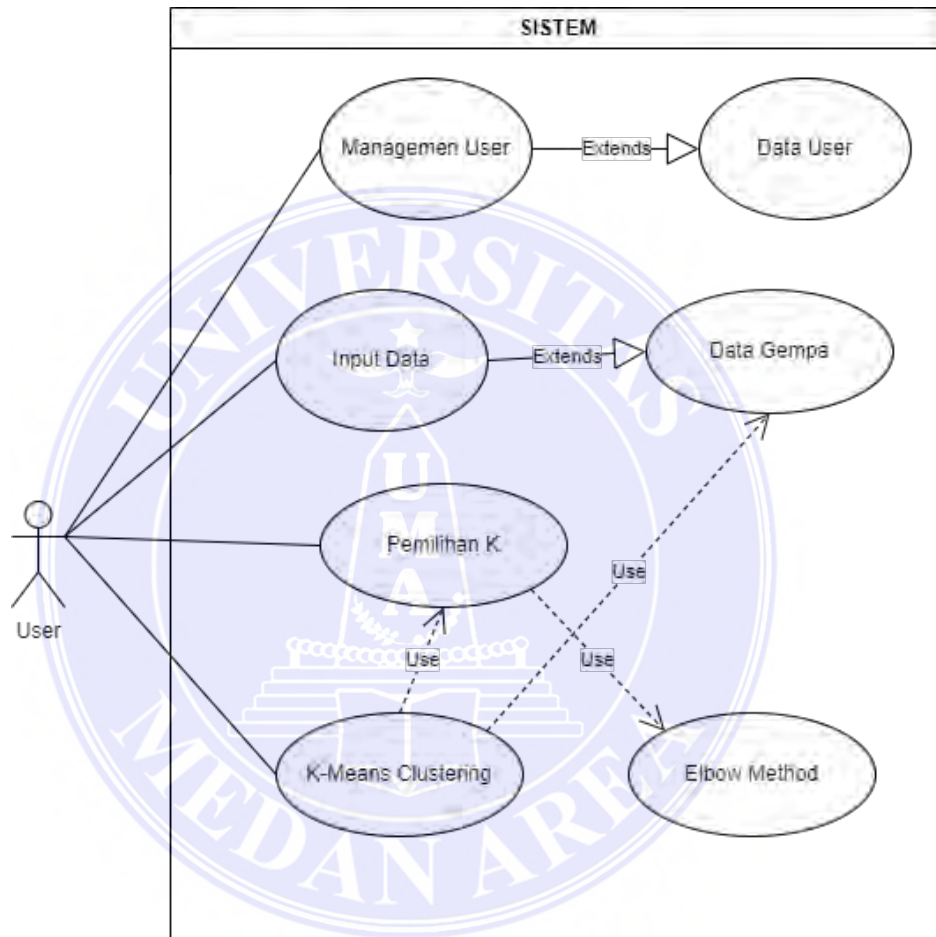 SISTEM
Managemen User
Extends
Data User
UNIVERSITAS
Input Data
Extends
Data Gempa
UMA
Pemilihan K
Use
User
Use
Use
K-Means Clustering
Elbow Method
MEDAN AREA